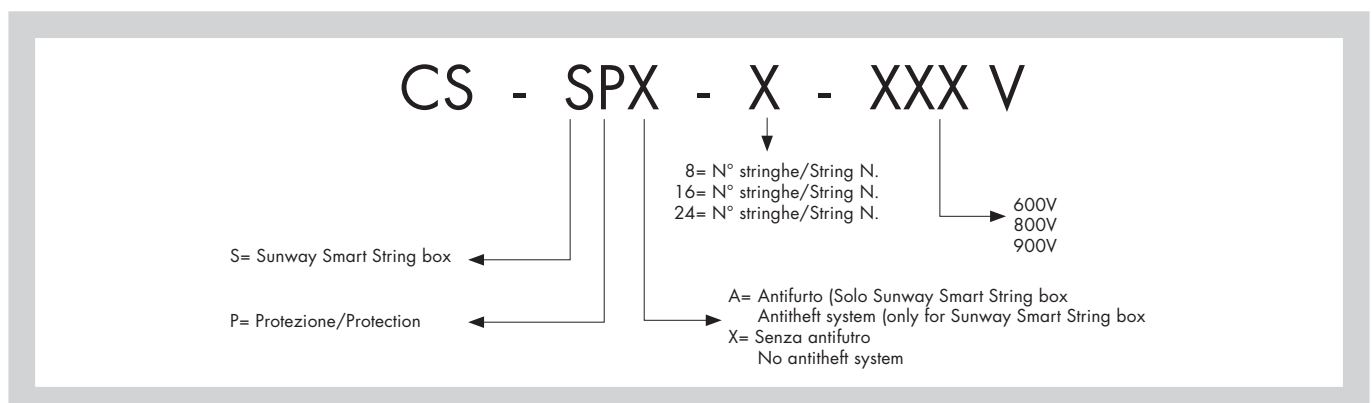 CS - SPX - X - XXX V
8= N° stringhe/String N.
16= N° stringhe/String N.
24= N° stringhe/String N.
600V
800V
900V
S= Sunway Smart String box
P= Protezione/Protection
A= Antifurto (Solo Sunway Smart String box
Antitheft system (only for Sunway Smart String box
X= Senza antifutro
No antitheft system